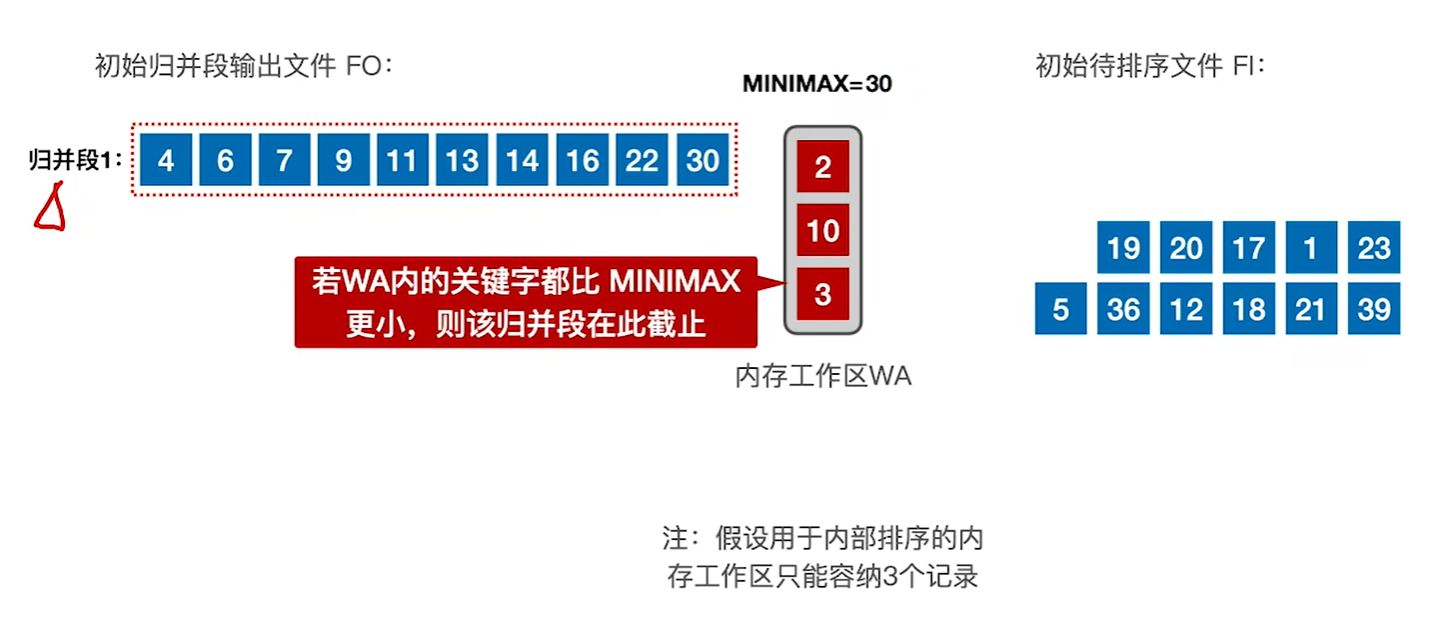 初始归并段输出文件 FO：
MINIMAX=30
初始待排序文件 FI：
归并段1：
4 6 7 9 11 13 14 16 22 30
2
10
3
19 20 17 1 23
5 36 12 18 21 39
若WA内的关键字都比 MINIMAX
更小，则该归并段在此截止
内存工作区WA
注：假设用于内部排序的内
存工作区只能容纳3个记录